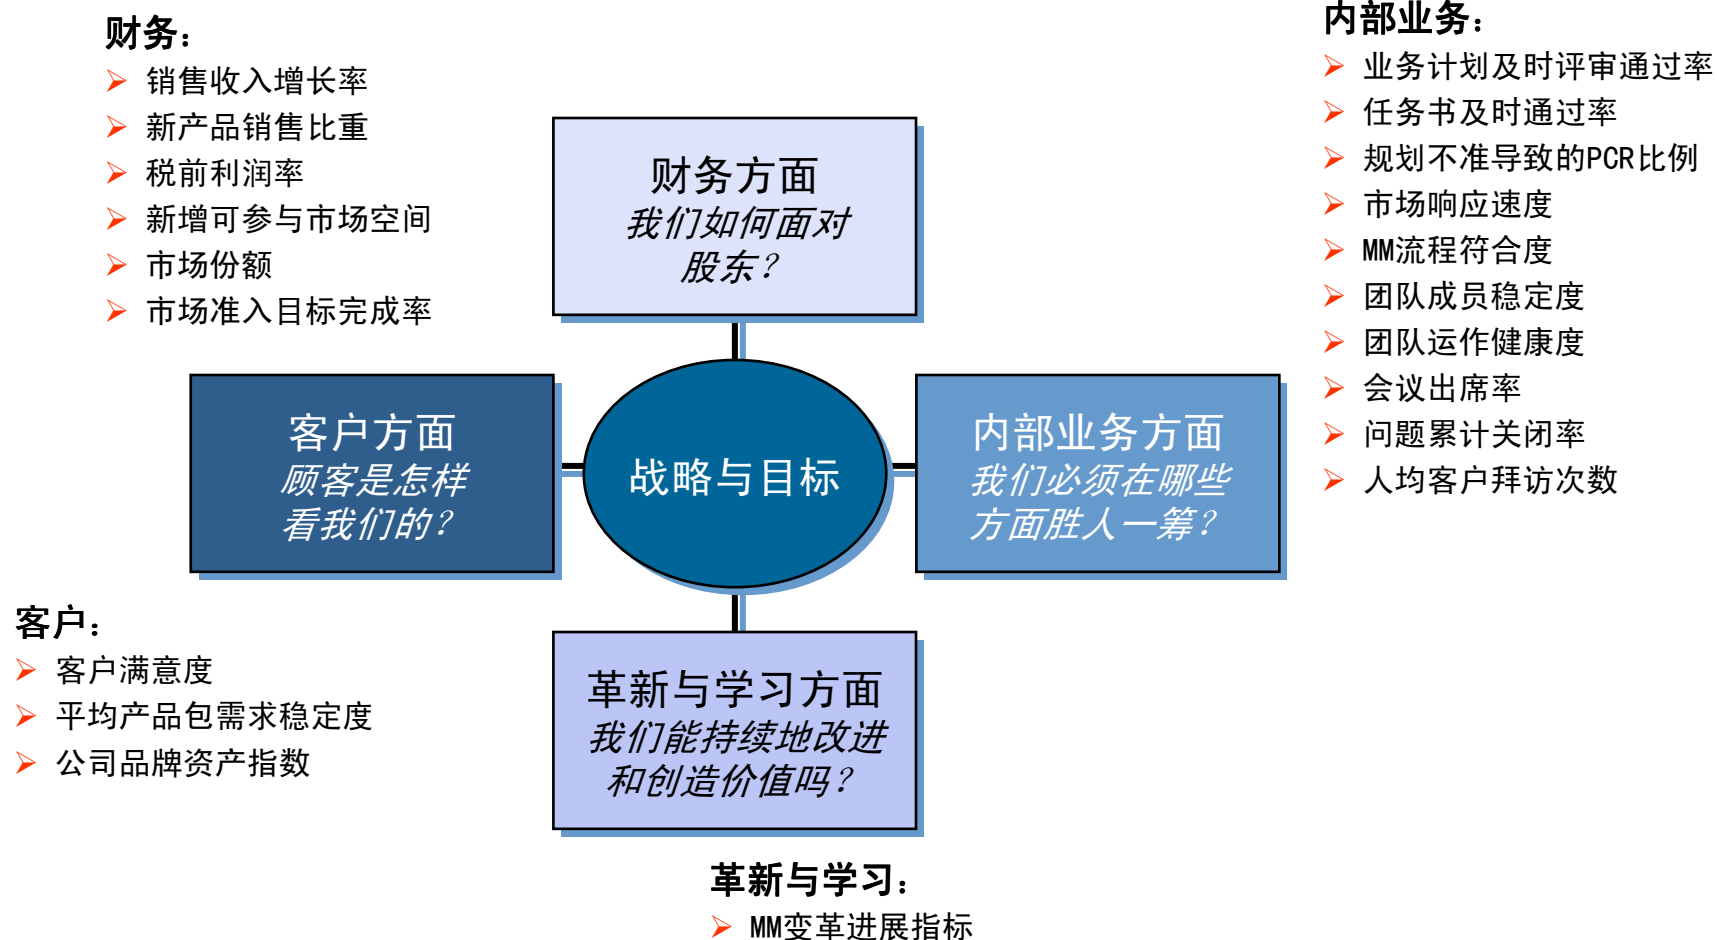 财务：
销售收入增长率
新产品销售比重
税前利润率
新增可参与市场空间
市场份额
市场准入目标完成率
内部业务：
业务计划及时评审通过率
任务书及时通过率
规划不准导致的PCR比例
市场响应速度
MM流程符合度
团队成员稳定度
团队运作健康度
会议出席率
问题累计关闭率
人均客户拜访次数
财务方面
我们如何面对
股东？
客户方面
顾客是怎样
看我们的？
战略与目标
内部业务方面
我们必须在哪些
方面胜人一筹？
革新与学习方面
我们能持续地改进
和创造价值吗？
客户：
客户满意度
平均产品包需求稳定度
公司品牌资产指数
革新与学习：
MM变革进展指标